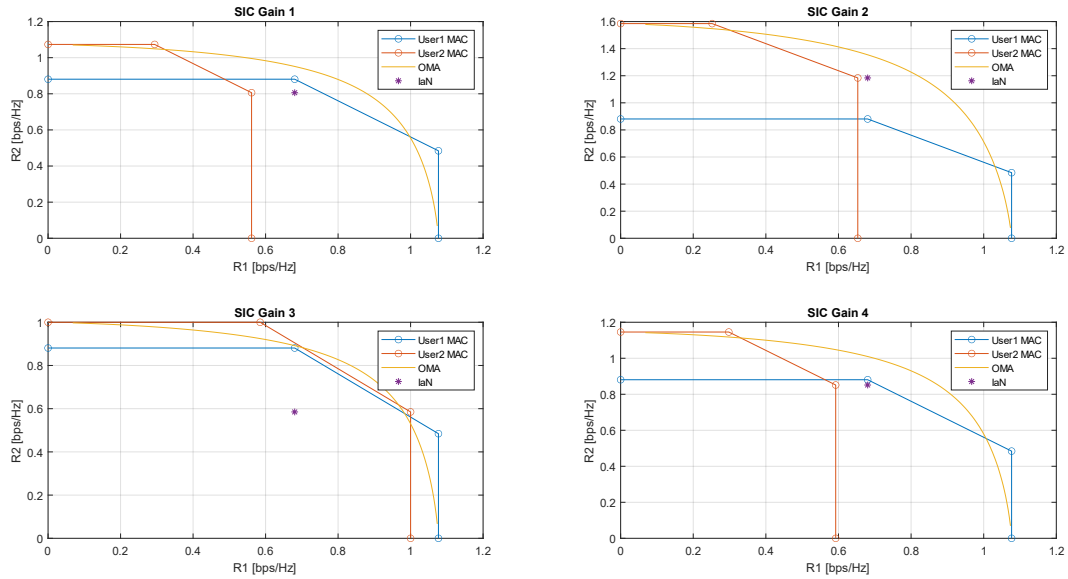 SIC Gain 1
1.2
1
0.8
0.6
0.4
0.2
0
R2 [bps/Hz]
User1 MAC
User2 MAC
OMA
IaN
0 0.2 0.4 0.6 0.8 1 1.2
R1 [bps/Hz]
SIC Gain 2
1.6
1.4
1.2
1
0.8
0.6
0.4
0.2
0
R2 [bps/Hz]
User1 MAC
User2 MAC
OMA
IaN
0 0.2 0.4 0.6 0.8 1 1.2
R1 [bps/Hz]
SIC Gain 3
1
0.8
0.6
0.4
0.2
0
R2 [bps/Hz]
User1 MAC
User2 MAC
OMA
IaN
0 0.2 0.4 0.6 0.8 1 1.2
R1 [bps/Hz]
SIC Gain 4
1.2
1
0.8
0.6
0.4
0.2
0
R2 [bps/Hz]
User1 MAC
User2 MAC
OMA
IaN
0 0.2 0.4 0.6 0.8 1 1.2
R1 [bps/Hz]